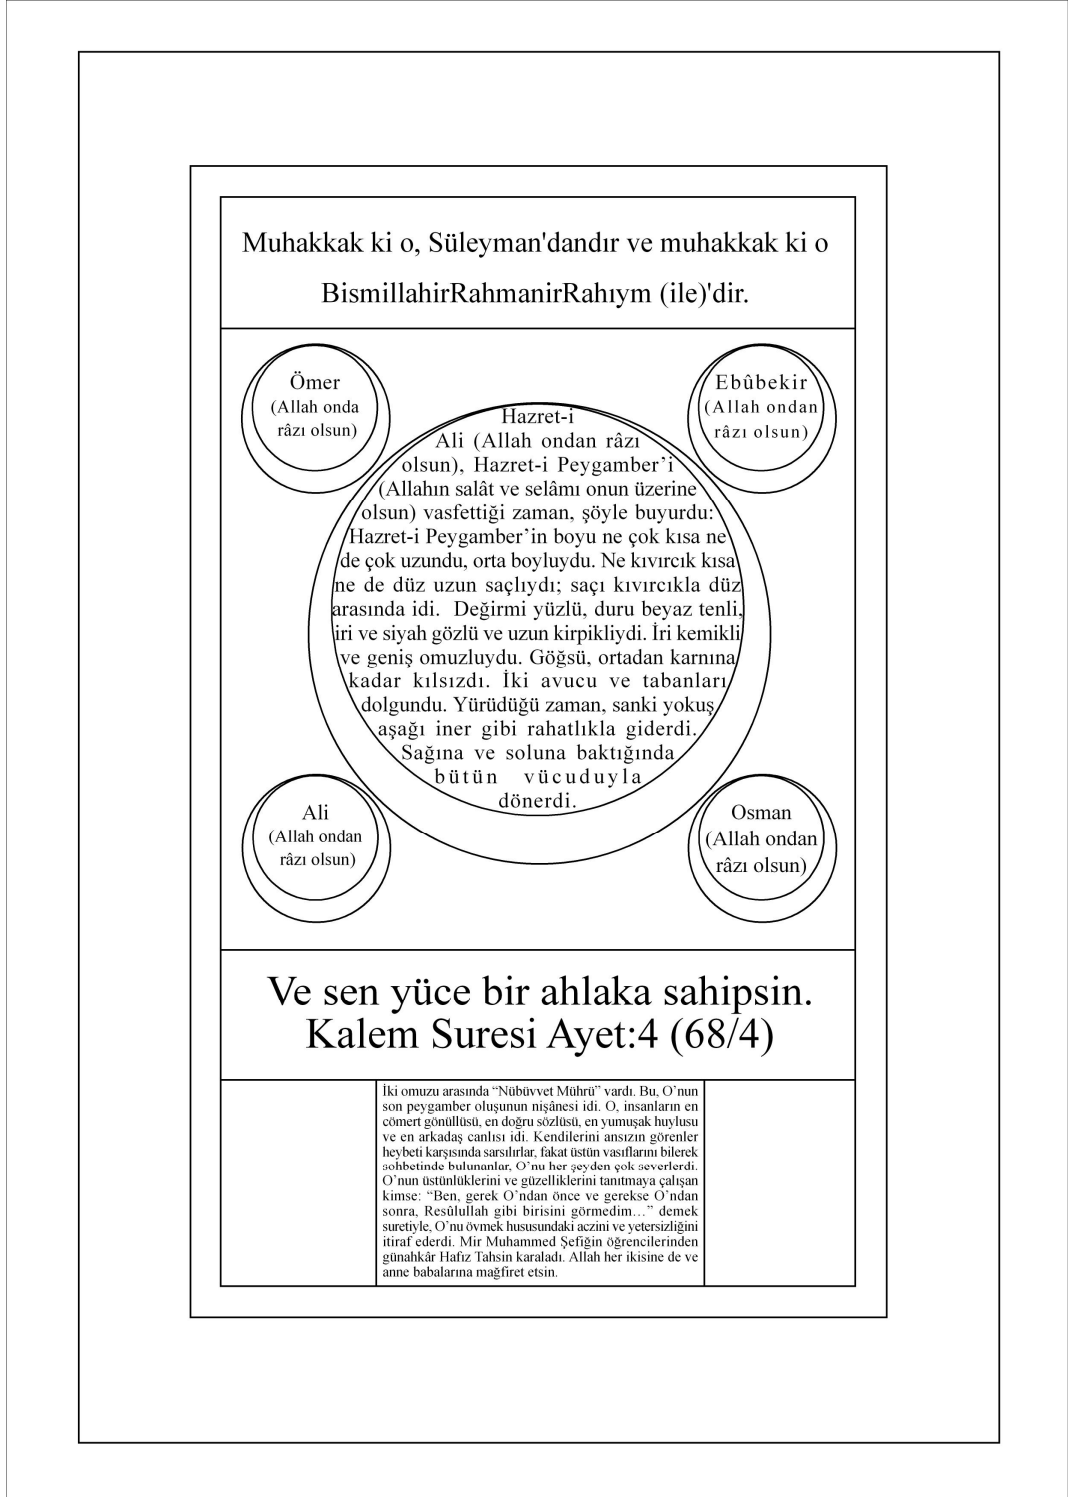 Muhakkak ki o, Süleyman'dandır ve muhakkak ki o
BismillahirRahmanirRahıym (ile)'dir.
Ömer
(Allah onda
râzı olsun)
Ebûbekir
(Allah ondan
râzı olsun)
Hazret-i
Ali (Allah ondan râzı
olsun), Hazret-i Peygamber’i
(Allahın salât ve selâmı onun üzerine
olsun) vasfettiği zaman, şöyle buyurdu:
Hazret-i Peygamber’in boyu ne çok kısa ne
de çok uzundu, orta boyluydu. Ne kıvırcık kısa
ne de düz uzun saçlıydı; saçı kıvırcıkla düz
arasında idi. Değirmi yüzlü, duru beyaz tenli,
iri ve siyah gözlü ve uzun kirpikliydi. İri kemikli
ve geniş omuzluydu. Göğsü, ortadan karnına
kadar kılsızdı. İki avucu ve tabanları
dolgundu. Yürüdüğü zaman, sanki yokuş
aşağı iner gibi rahatlıkla giderdi.
Sağına ve soluna baktığında
bütün vücuduyla
dönerdi.
Ali
(Allah ondan
râzı olsun)
Osman
(Allah ondan
râzı olsun)
Ve sen yüce bir ahlaka sahipsin.
Kalem Suresi Ayet:4 (68/4)
İki omuzu arasında “Nübüvvet Mührü” vardı. Bu, O’nun
son peygamber oluşunun nişânesi idi. O, insanların en
cömert gönüllüsü, en doğru sözlüsü, en yumuşak huylusu
ve en arkadaş canlısı idi. Kendilerini ansızın görenler
heybeti karşısında sarsılırlar, fakat üstün vasıflarını bilerek
sohbetinde bulunanlar, O’nu her şeyden çok severlerdi.
O’nun üstünlüklerini ve güzelliklerini tanıtmaya çalışan
kimse: “Ben, gerek O’ndan önce ve gerekse O’ndan
sonra, Resûlullah gibi birisini görmedim…” demek
suretiyle, O’nu övmek hususundaki aczini ve yetersizliğini
itiraf ederdi. Mir Muhammed Şefiğin öğrencilerinden
günahkâr Hafız Tahsin karaladı. Allah her ikisine de ve
anne babalarına mağfiret etsin.